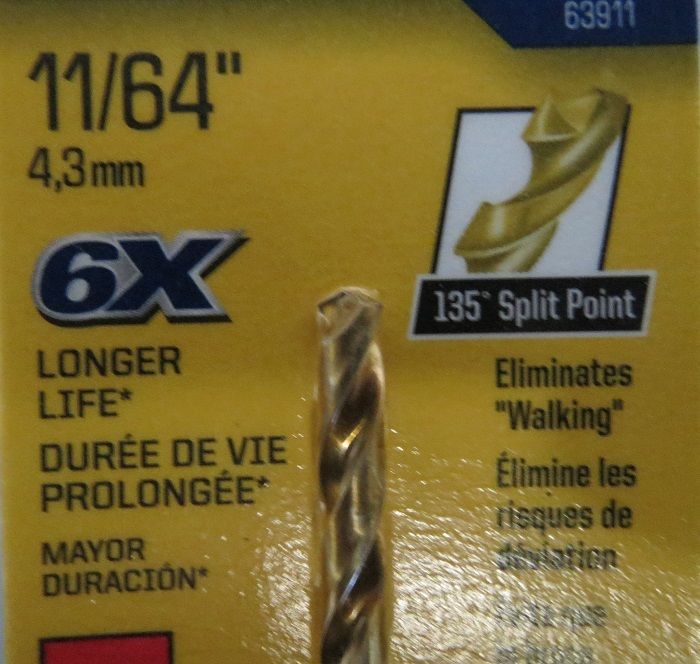 63911
11/64"
4,3mm
6X
LONGER
LIFE*
DURÉE DE VIE
PROLONGÉE*
MAYOR
DURACIÓN*
135° Split Point
Eliminates
"Walking"
Élimine les
risques de
déviation
que